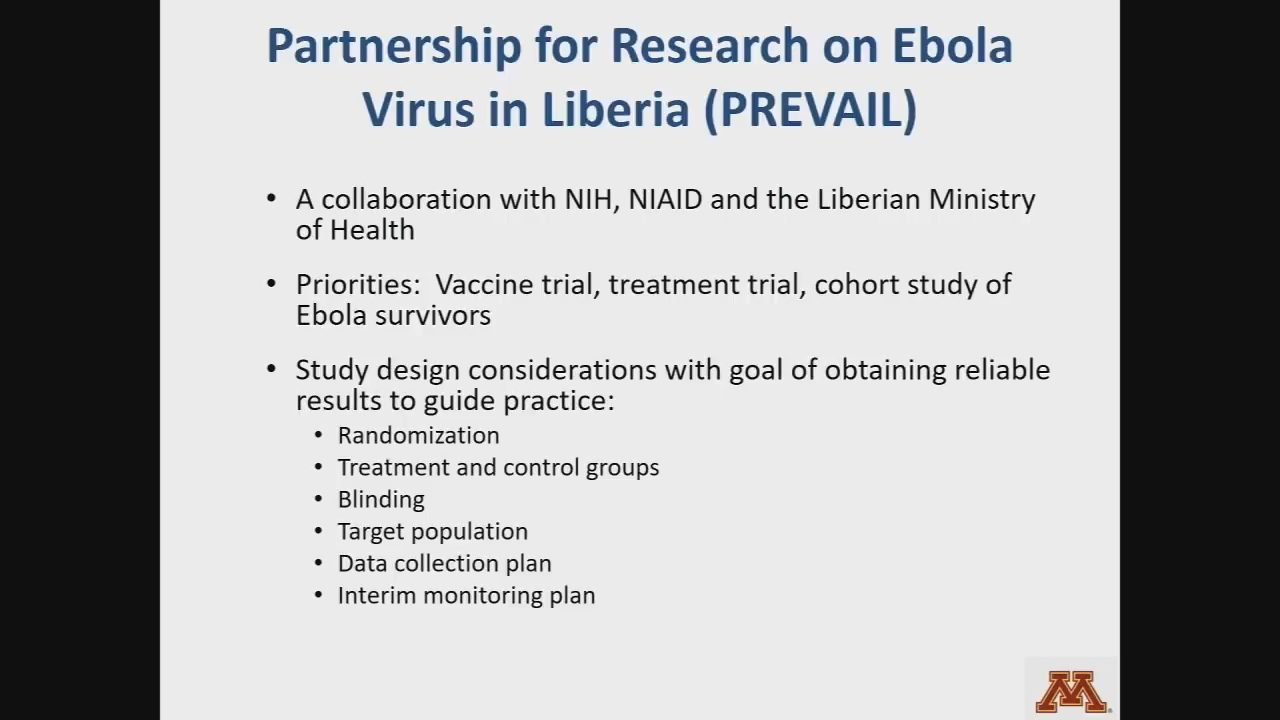 Partnership for Research on Ebola
Virus in Liberia (PREVAIL)
• A collaboration with NIH, NIAID and the Liberian Ministry
of Health
• Priorities:  Vaccine trial, treatment trial, cohort study of
Ebola survivors
• Study design considerations with goal of obtaining reliable
results to guide practice:
• Randomization
• Treatment and control groups
• Blinding
• Target population
• Data collection plan
• Interim monitoring plan
M